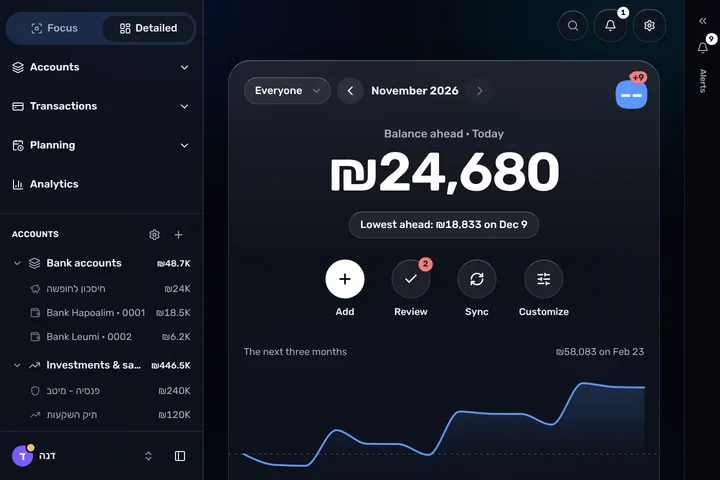 Focus
Detailed
Accounts
Transactions
Planning
Analytics
ACCOUNTS
Bank accounts ₪48.7K
חיסכון לחופשה ₪24K
Bank Hapoalim • 0001 ₪18.5K
Bank Leumi • 0002 ₪6.2K
Investments & sa... ₪446.5K
פנסיה - מיטב ₪240K
תיק השקעות ₪120K
ד
דנה
1
Everyone
November 2026
+9
Balance ahead • Today
₪24,680
Lowest ahead: ₪18,833 on Dec 9
2
Add
Review
Sync
Customize
The next three months
₪58,083 on Feb 23
9
Alerts